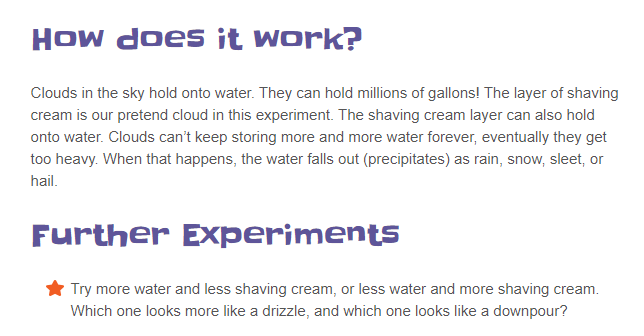 How does it work?
Clouds in the sky hold onto water. They can hold millions of gallons! The layer of shaving
cream is our pretend cloud in this experiment. The shaving cream layer can also hold
onto water. Clouds can’t keep storing more and more water forever, eventually they get
too heavy. When that happens, the water falls out (precipitates) as rain, snow, sleet, or
hail.
Further Experiments
Try more water and less shaving cream, or less water and more shaving cream.
Which one looks more like a drizzle, and which one looks like a downpour?